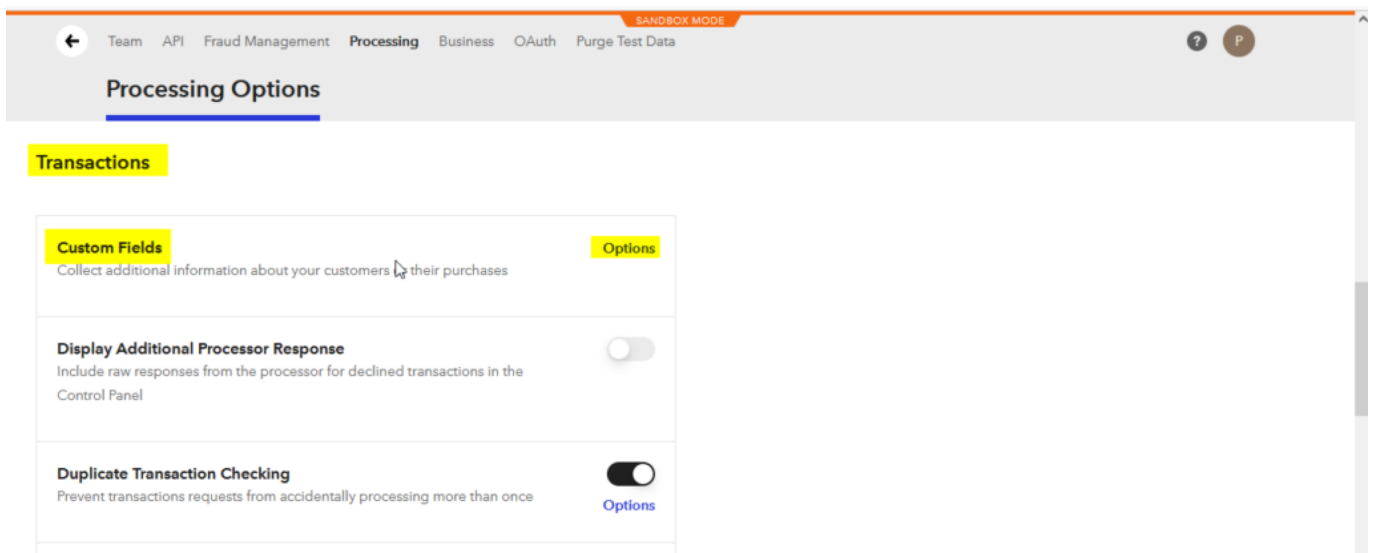 SANDBOX MODE
Team API Fraud Management Processing Business OAuth Purge Test Data
? P
Processing Options
Transactions
Custom Fields Options
Collect additional information about your customers their purchases
Display Additional Processor Response
Include raw responses from the processor for declined transactions in the
Control Panel
Duplicate Transaction Checking
Prevent transactions requests from accidentally processing more than once
Options